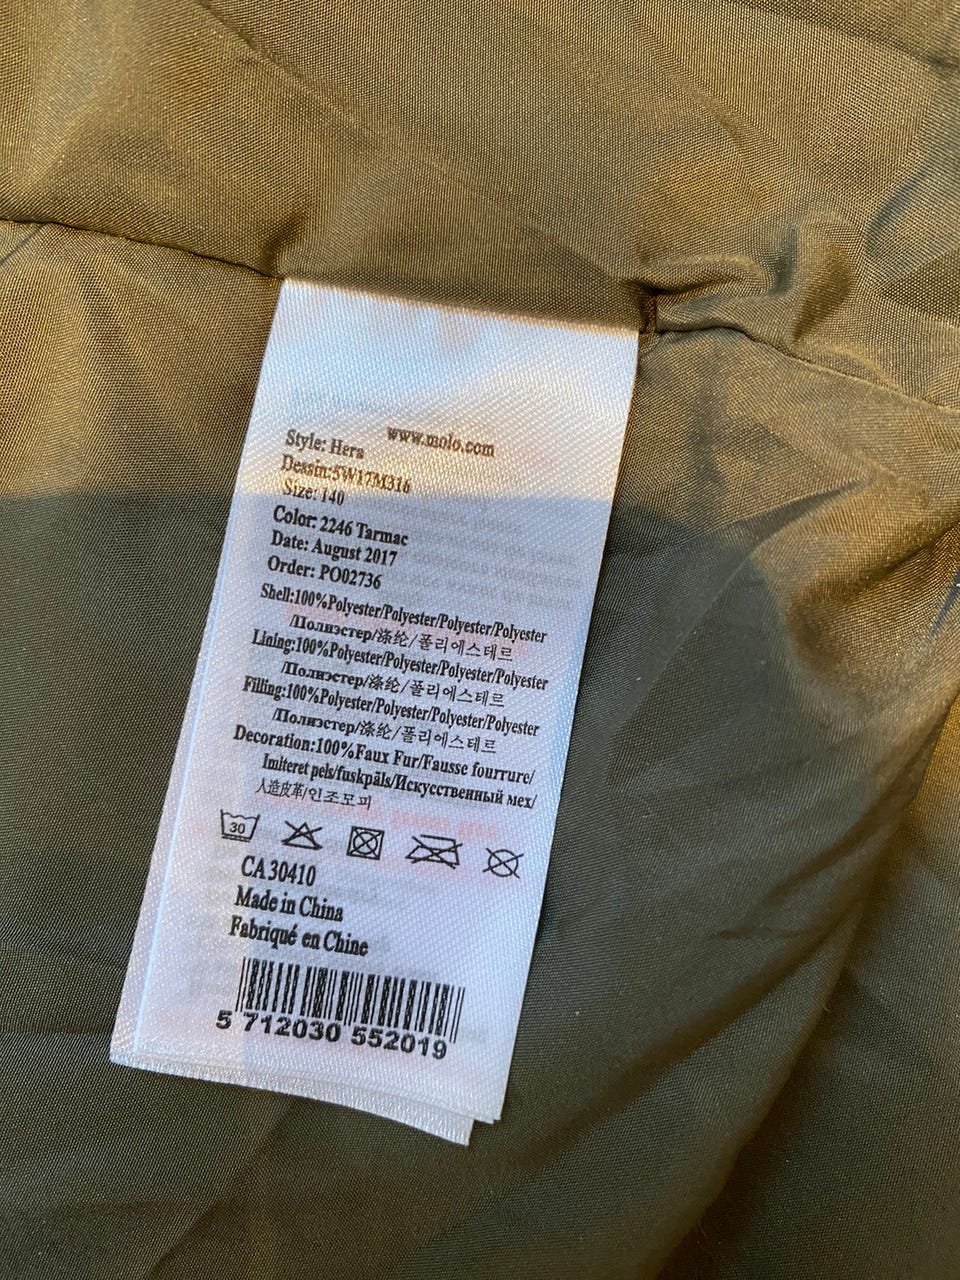 www.molo.com
Style: Hera
Dessin:5W17M316
Size: 140
Color: 2246 Tarmac
Date: August 2017
Order: PO02736
Shell:100%Polyester/Polyester/Polyester/Polyester
/Полиэстер/涤纶/폴리에스테르
Lining:100%Polyester/Polyester/Polyester/Polyester
/Полиэстер/涤纶/폴리에스테르
Filling:100%Polyester/Polyester/Polyester/Polyester
/Полиэстер/涤纶/폴리에스테르
Decoration:100%Faux Fur/Fausse fourrure/
Imiteret pels/fuskpäls/Искусственный мех/
人造皮革/인조모피
30
CA30410
Made in China
Fabriqué en Chine
5 712030 552019